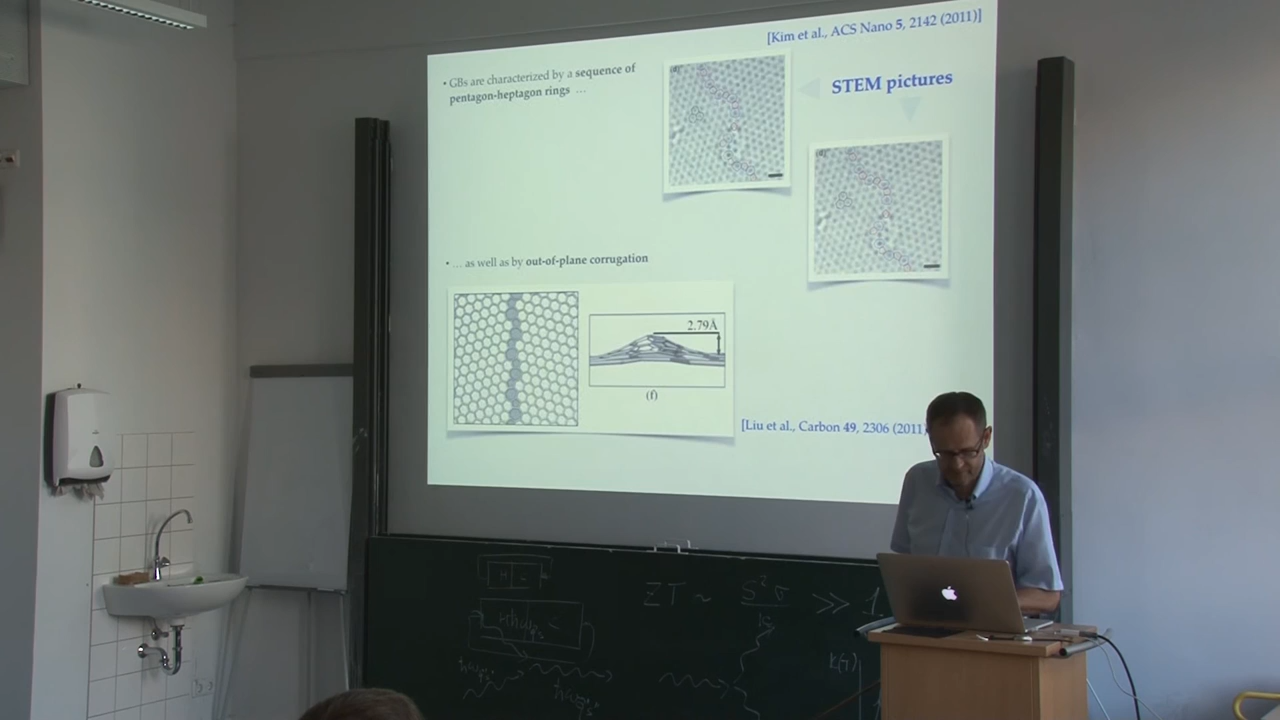 [Kim et al., ACS Nano 5, 2142 (2011)]
• GBs are characterized by a sequence of
pentagon-heptagon rings …
STEM pictures
• … as well as by out-of-plane corrugation
2.79Å
(f)
[Liu et al., Carbon 49, 2306 (2011)
ZT ~ S²σ >> 1
K(T)